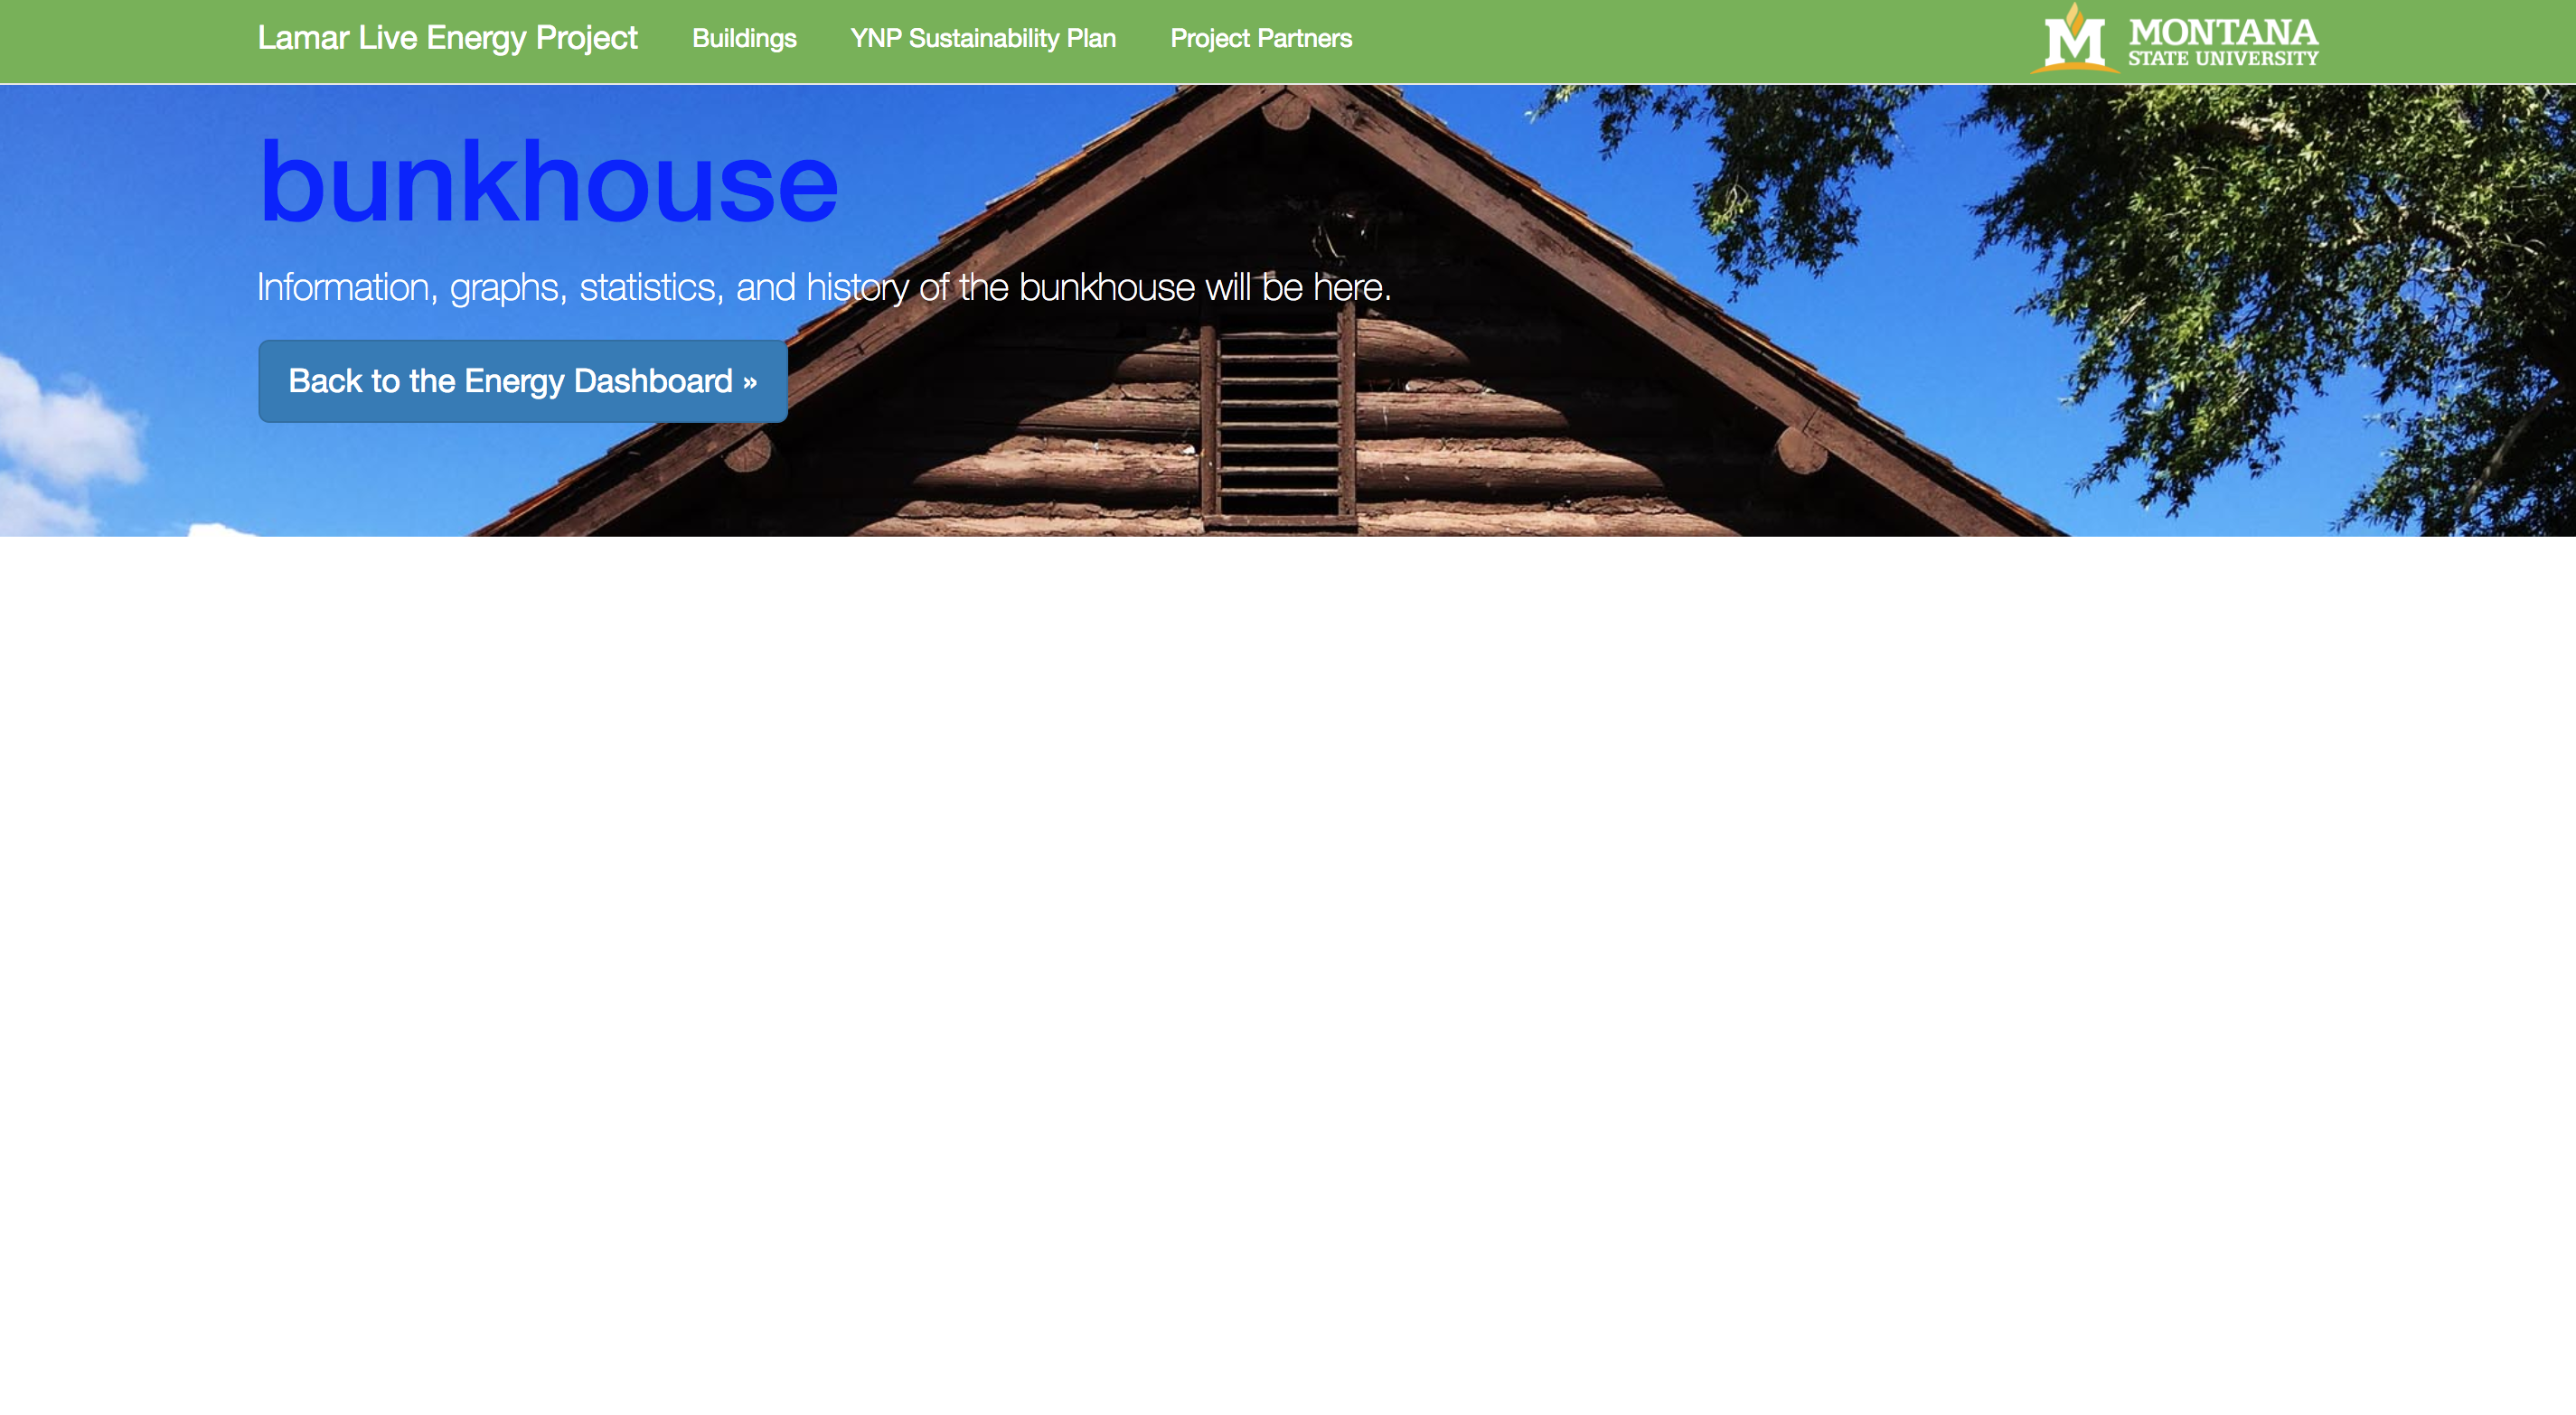 Lamar Live Energy Project Buildings YNP Sustainability Plan Project Partners
M MONTANA
STATE UNIVERSITY
bunkhouse
Information, graphs, statistics, and history of the bunkhouse will be here.
Back to the Energy Dashboard »